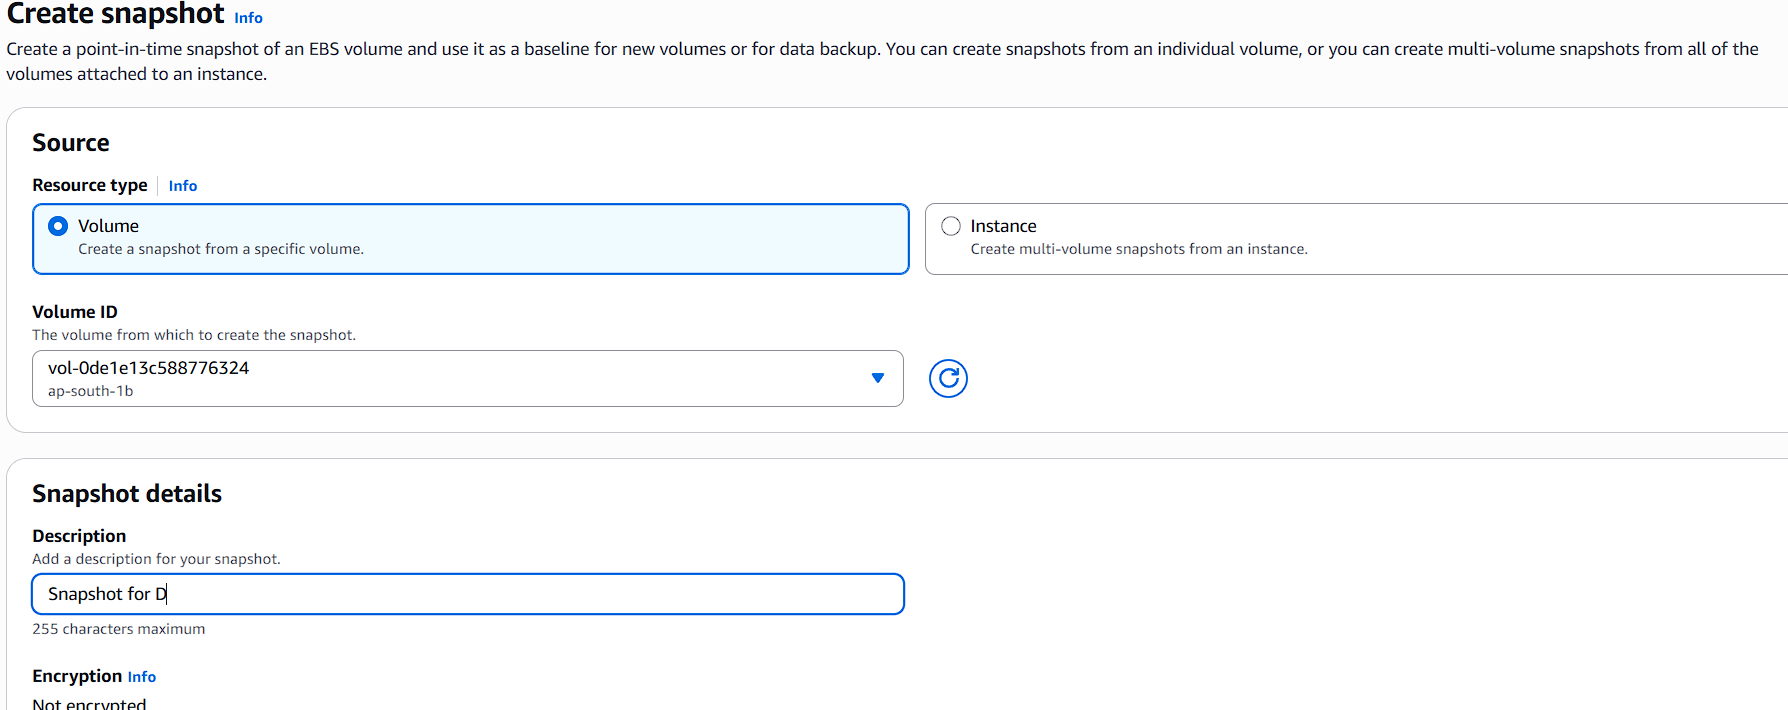 Create snapshot Info
Create a point-in-time snapshot of an EBS volume and use it as a baseline for new volumes or for data backup. You can create snapshots from an individual volume, or you can create multi-volume snapshots from all of the
volumes attached to an instance.
Source
Resource type Info
Volume
Create a snapshot from a specific volume.
Instance
Create multi-volume snapshots from an instance.
Volume ID
The volume from which to create the snapshot.
vol-0de1e13c588776324
ap-south-1b
Snapshot details
Description
Add a description for your snapshot.
Snapshot for D
255 characters maximum
Encryption Info
Not encrypted